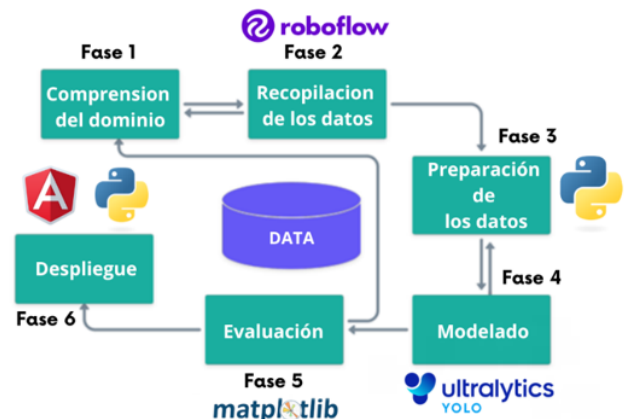 roboflow
Fase 1
Fase 2
Comprension
del dominio
Recopilacion
de los datos
Fase 3
Preparación
de
los datos
DATA
Despliegue
Fase 6
Fase 4
Evaluación
Modelado
Fase 5
matplotlib
ultralytics
YOLO